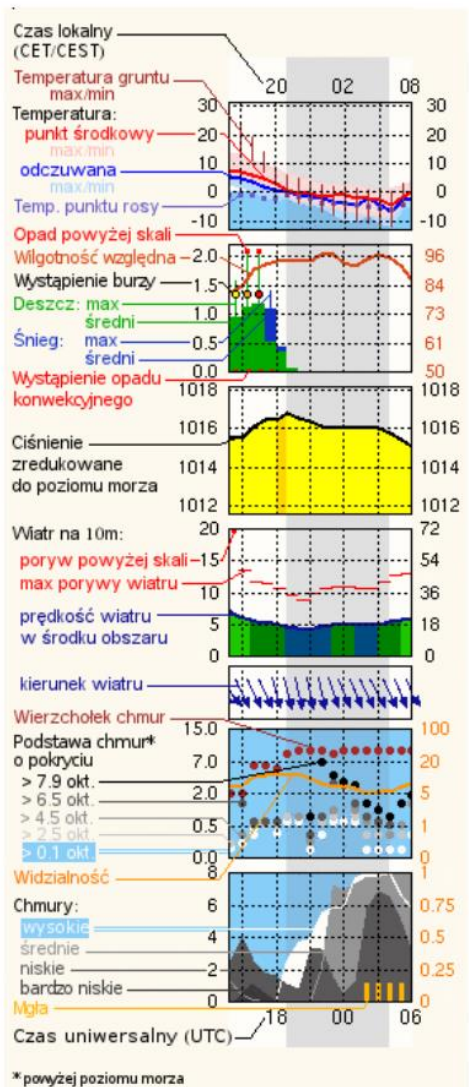 Czas lokalny
(CET/CEST)
20 02 08
Temperatura gruntu
max/min
Temperatura:
punkt środkowy
max/min
odczuwana
max/min
Temp. punktu rosy
30 30
20 20
10 10
0 0
-10 -10
Opad powyżej skali
Wilgotność względna
Wystąpienie burzy
Deszcz: max
średni
Śnieg: max
średni
Wystąpienie opadu
konwekcyjnego
2.0 96
1.5 84
1.0 73
0.5 61
0.0 50
Ciśnienie
zredukowane
do poziomu morza
1018 1018
1016 1016
1014 1014
1012 1012
Wiatr na 10m:
poryw powyżej skali
max porywy wiatru
prędkość wiatru
w środku obszaru
20 72
15 54
10 36
5 18
0 0
kierunek wiatru
Wierzchołek chmur
Podstawa chmur*
o pokryciu
> 7.9 okt.
> 6.5 okt.
> 4.5 okt.
> 2.5 okt.
> 0.1 okt.
Widzialność
15.0 100
7.0 20
2.0 5
0.5 1
0.0 0
Chmury:
wysokie
średnie
niskie
bardzo niskie
Mgła
8 1
6 0.75
4 0.5
2 0.25
0 0
18 00 06
Czas uniwersalny (UTC)
* powyżej poziomu morza